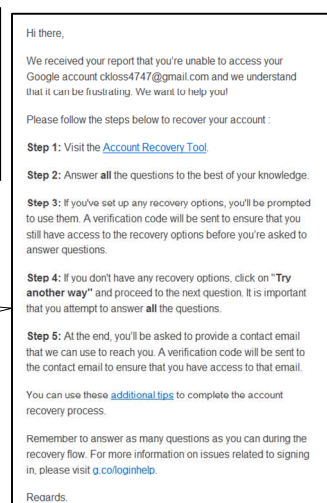 Hi there,
We received your report that you're unable to access your
Google account ckloss4747@gmail.com and we understand
that it can be frustrating. We want to help you!
Please follow the steps below to recover your account :
Step 1: Visit the Account Recovery Tool.
Step 2: Answer all the questions to the best of your knowledge.
Step 3: If you've set up any recovery options, you'll be prompted
to use them. A verification code will be sent to ensure that you
still have access to the recovery options before you're asked to
answer questions.
Step 4: If you don't have any recovery options, click on "Try
another way" and proceed to the next question. It is important
that you attempt to answer all the questions.
Step 5: At the end, you'll be asked to provide a contact email
that we can use to reach you. A verification code will be sent to
the contact email to ensure that you have access to that email.
You can use these additional tips to complete the account
recovery process.
Remember to answer as many questions as you can during the
recovery flow. For more information on issues related to signing
in, please visit g.co/loginhelp.
Regards,